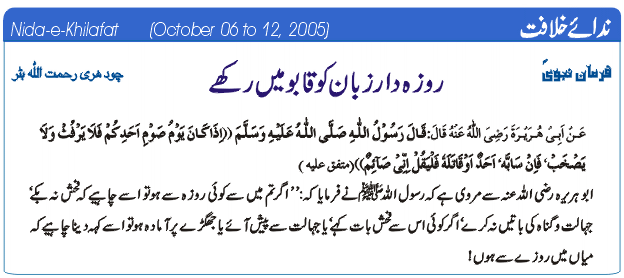 ندائے خلافت
Nida-e-Khilafat (October 06 to 12, 2005)
فرمان نبویؐ
روزہ دار زبان کو قابو میں رکھے
چودھری رحمت اللہ بٹر
عَنْ اَبِىْ هُرَيْرَةَ رَضِىَ اللّٰهُ عَنْهُ قَالَ: قَالَ رَسُوْلُ اللّٰهِ صَلَّى اللّٰهُ عَلَيْهِ وَسَلَّمَ ((اِذَا كَانَ يَوْمُ صَوْمِ اَحَدِكُمْ فَلَا يَرْفُثْ وَلَا
يَصْخَبْ، فَاِنْ سَابَّهٗ، اَحَدٌ اَوْ قَاتَلَهٗ فَلْيَقُلْ اِنِّىْ صَائِمٌ)) (متفق علیہ)
ابو ہریرہ رضی اللہ عنہ سے مروی ہے کہ رسول اللہ ﷺ نے فرمایا کہ: ’’اگر تم میں سے کوئی روزہ سے ہو تو اسے چاہیے کہ فحش نہ بکے،
جہالت و گناہ کی باتیں نہ کرے، اگر کوئی اس سے فحش بات کہے، یا جہالت سے پیش آئے یا جھگڑے پر آمادہ ہو تو اسے کہہ دینا چاہیے کہ
میاں میں روزے سے ہوں!